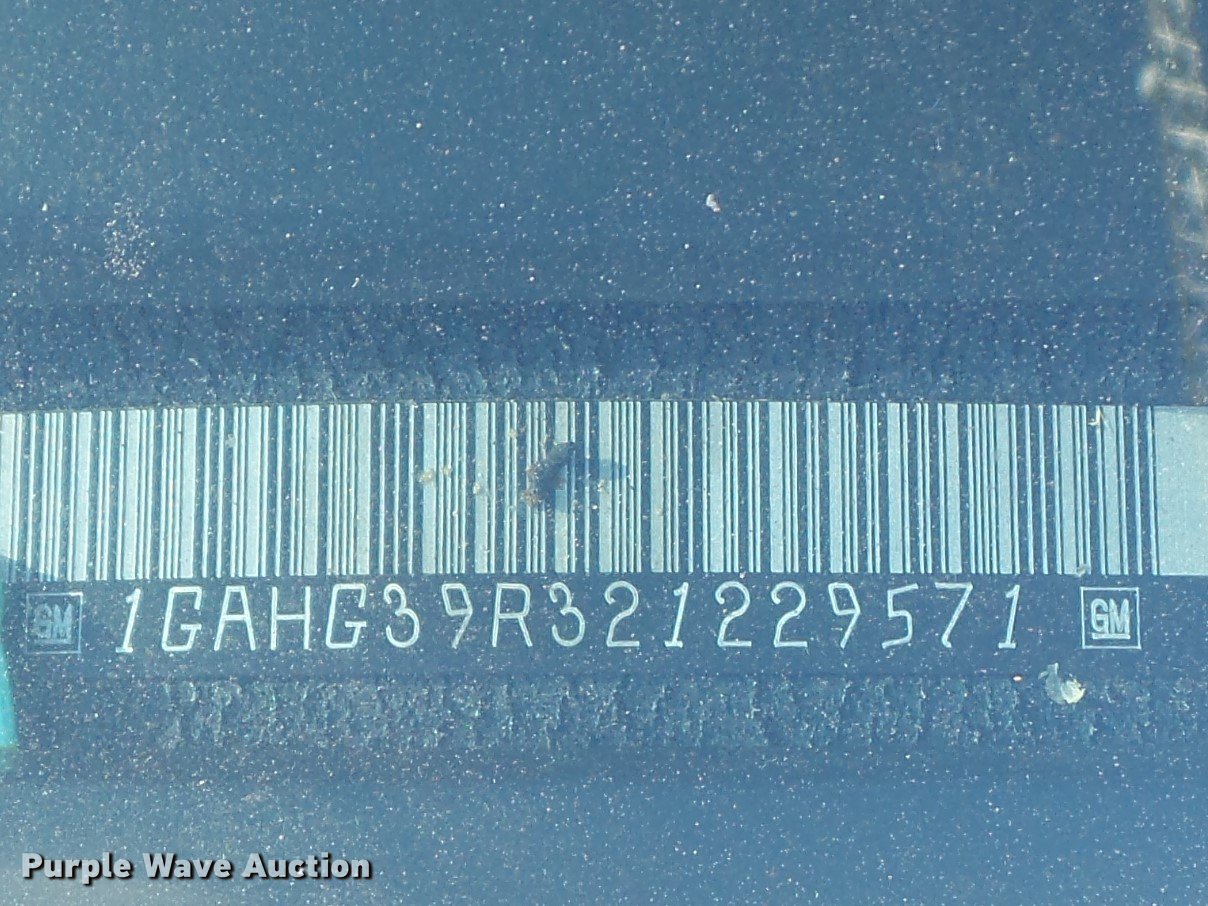 GM 1GAHG39R321229571 GM
Purple Wave Auction